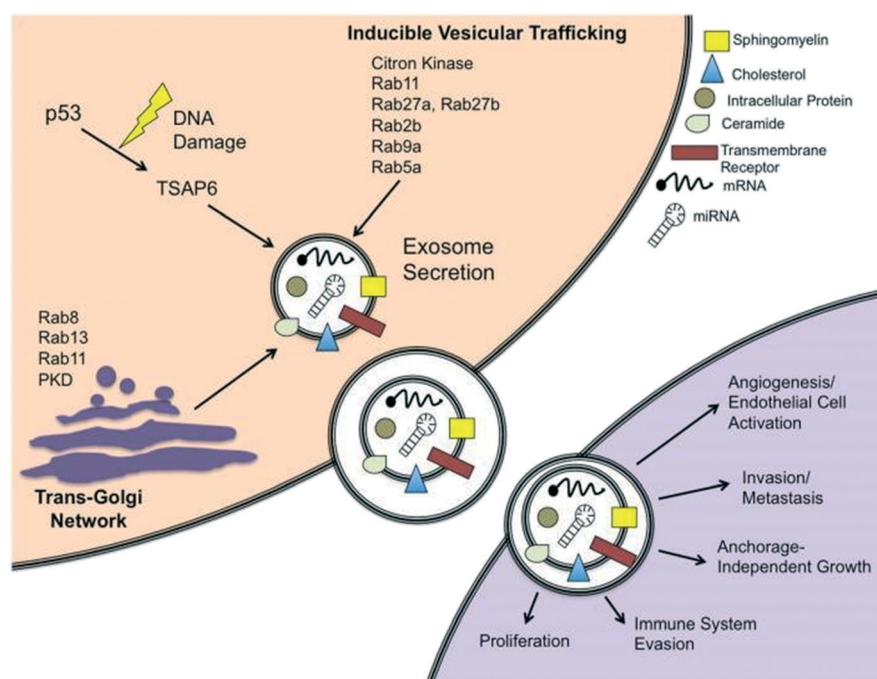 Inducible Vesicular Trafficking
Citron Kinase
Rab11
Rab27a, Rab27b
Rab2b
Rab9a
Rab5a
p53
DNA
Damage
TSAP6
Exosome
Secretion
Rab8
Rab13
Rab11
PKD
Trans-Golgi
Network
Sphingomyelin
Cholesterol
Intracellular Protein
Ceramide
Transmembrane
Receptor
mRNA
miRNA
Angiogenesis/
Endothelial Cell
Activation
Invasion/
Metastasis
Anchorage-
Independent Growth
Immune System
Evasion
Proliferation